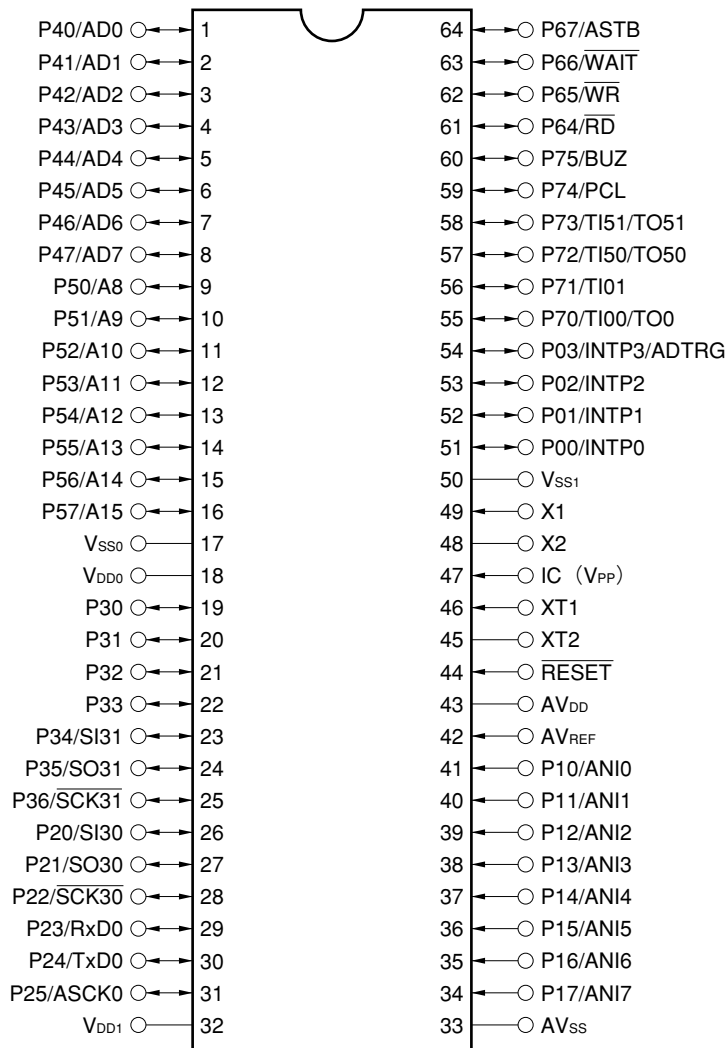 P40/AD0 1 64 P67/ASTB
P41/AD1 2 63 P66/WAIT
P42/AD2 3 62 P65/WR
P43/AD3 4 61 P64/RD
P44/AD4 5 60 P75/BUZ
P45/AD5 6 59 P74/PCL
P46/AD6 7 58 P73/TI51/TO51
P47/AD7 8 57 P72/TI50/TO50
P50/A8 9 56 P71/TI01
P51/A9 10 55 P70/TI00/TO0
P52/A10 11 54 P03/INTP3/ADTRG
P53/A11 12 53 P02/INTP2
P54/A12 13 52 P01/INTP1
P55/A13 14 51 P00/INTP0
P56/A14 15 50 VSS1
P57/A15 16 49 X1
VSS0 17 48 X2
VDD0 18 47 IC (VPP)
P30 19 46 XT1
P31 20 45 XT2
P32 21 44 RESET
P33 22 43 AVDD
P34/SI31 23 42 AVREF
P35/SO31 24 41 P10/ANI0
P36/SCK31 25 40 P11/ANI1
P20/SI30 26 39 P12/ANI2
P21/SO30 27 38 P13/ANI3
P22/SCK30 28 37 P14/ANI4
P23/RxD0 29 36 P15/ANI5
P24/TxD0 30 35 P16/ANI6
P25/ASCK0 31 34 P17/ANI7
VDD1 32 33 AVSS